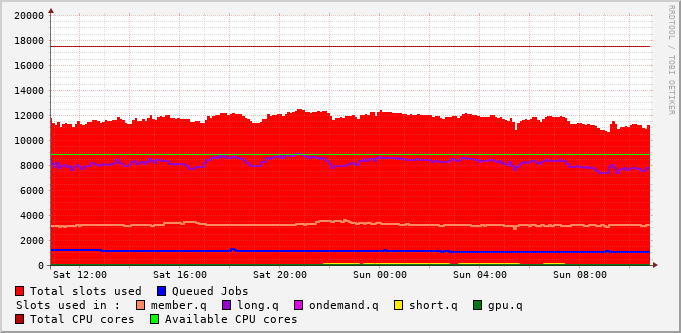 20000
18000
16000
14000
12000
10000
8000
6000
4000
2000
0
Sat 12:00 Sat 16:00 Sat 20:00 Sun 00:00 Sun 04:00 Sun 08:00
RRDTOOL / TOBI OETIKER
Total slots used Queued Jobs
Slots used in : member.q long.q ondemand.q short.q gpu.q
Total CPU cores Available CPU cores